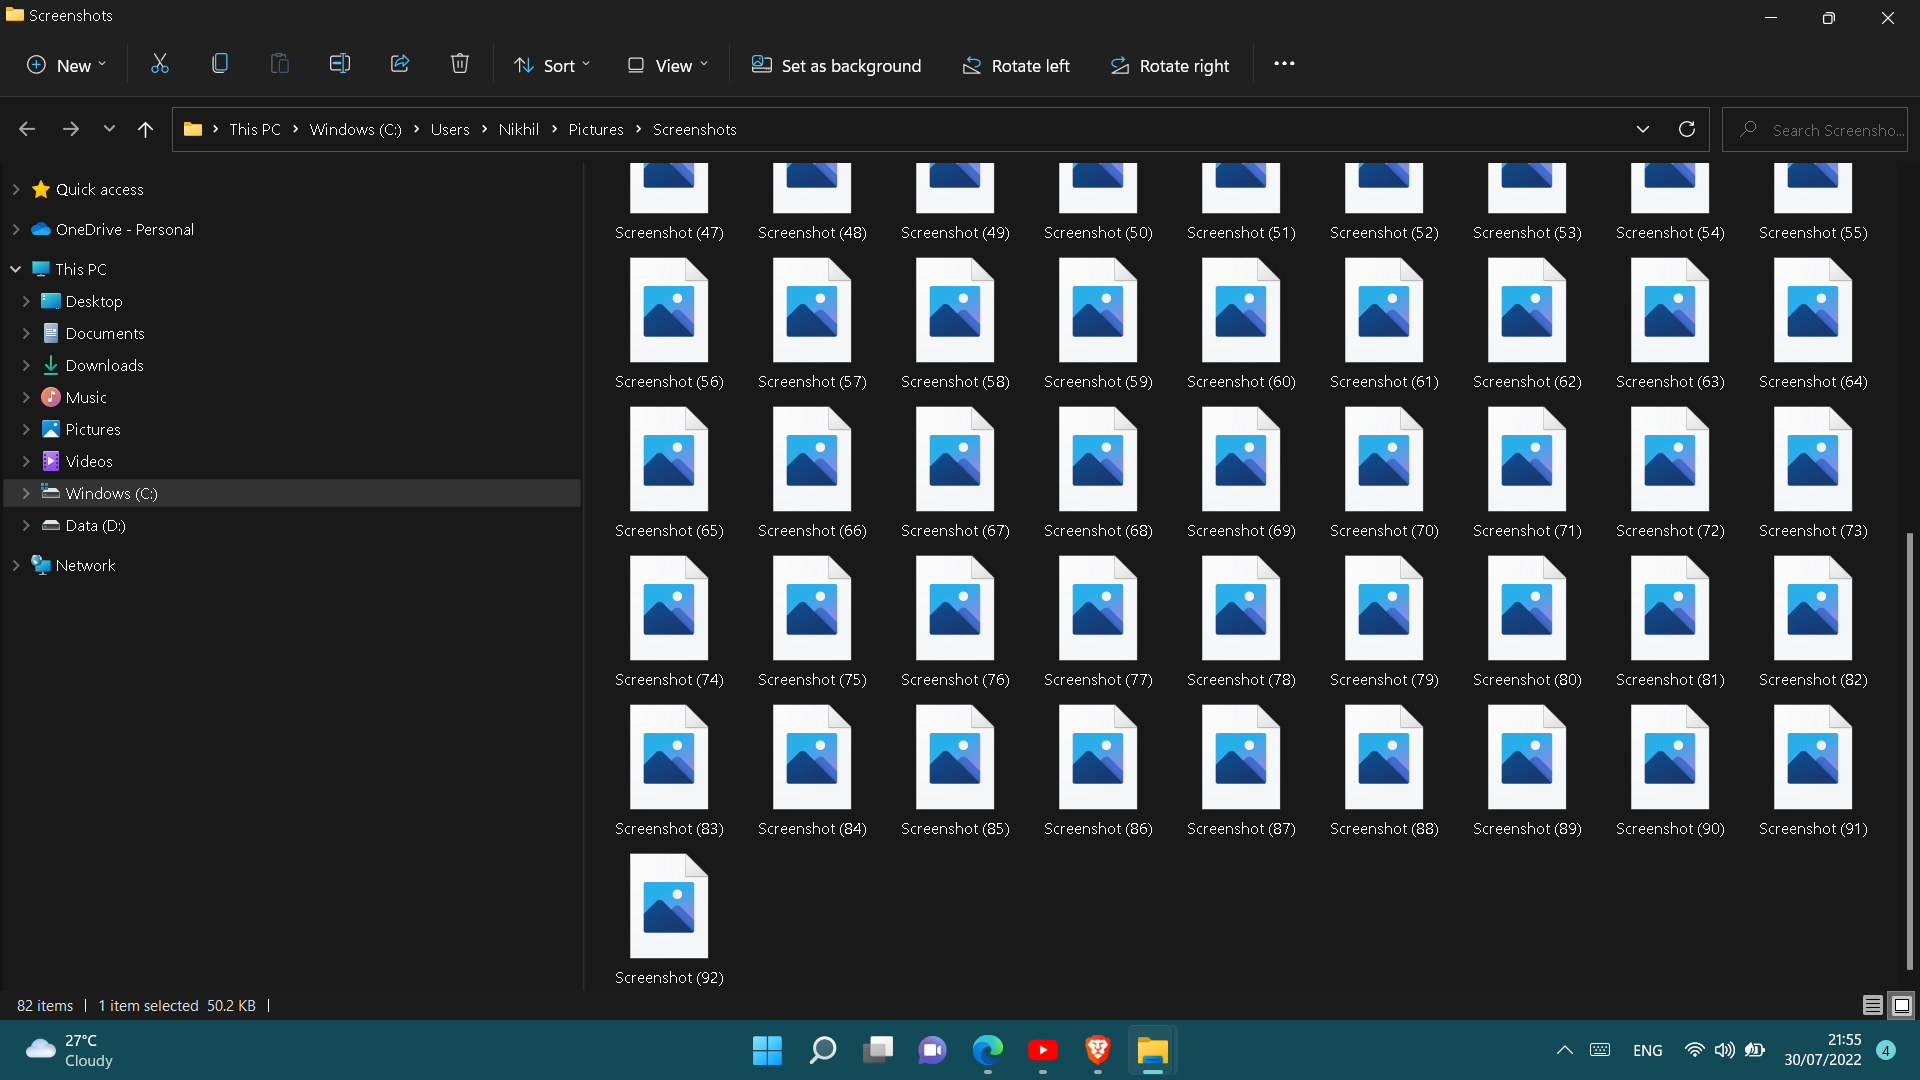 Screenshots
New
Sort
View
Set as background
Rotate left
Rotate right
This PC
Windows (C:)
Users
Nikhil
Pictures
Screenshots
Search Screensho...
Quick access
OneDrive - Personal
This PC
Desktop
Documents
Downloads
Music
Pictures
Videos
Windows (C:)
Data (D:)
Network
Screenshot (47) Screenshot (48) Screenshot (49) Screenshot (50) Screenshot (51) Screenshot (52) Screenshot (53) Screenshot (54) Screenshot (55)
Screenshot (56) Screenshot (57) Screenshot (58) Screenshot (59) Screenshot (60) Screenshot (61) Screenshot (62) Screenshot (63) Screenshot (64)
Screenshot (65) Screenshot (66) Screenshot (67) Screenshot (68) Screenshot (69) Screenshot (70) Screenshot (71) Screenshot (72) Screenshot (73)
Screenshot (74) Screenshot (75) Screenshot (76) Screenshot (77) Screenshot (78) Screenshot (79) Screenshot (80) Screenshot (81) Screenshot (82)
Screenshot (83) Screenshot (84) Screenshot (85) Screenshot (86) Screenshot (87) Screenshot (88) Screenshot (89) Screenshot (90) Screenshot (91)
Screenshot (92)
82 items | 1 item selected 50.2 KB |
27°C
Cloudy
ENG
21:55
30/07/2022
4